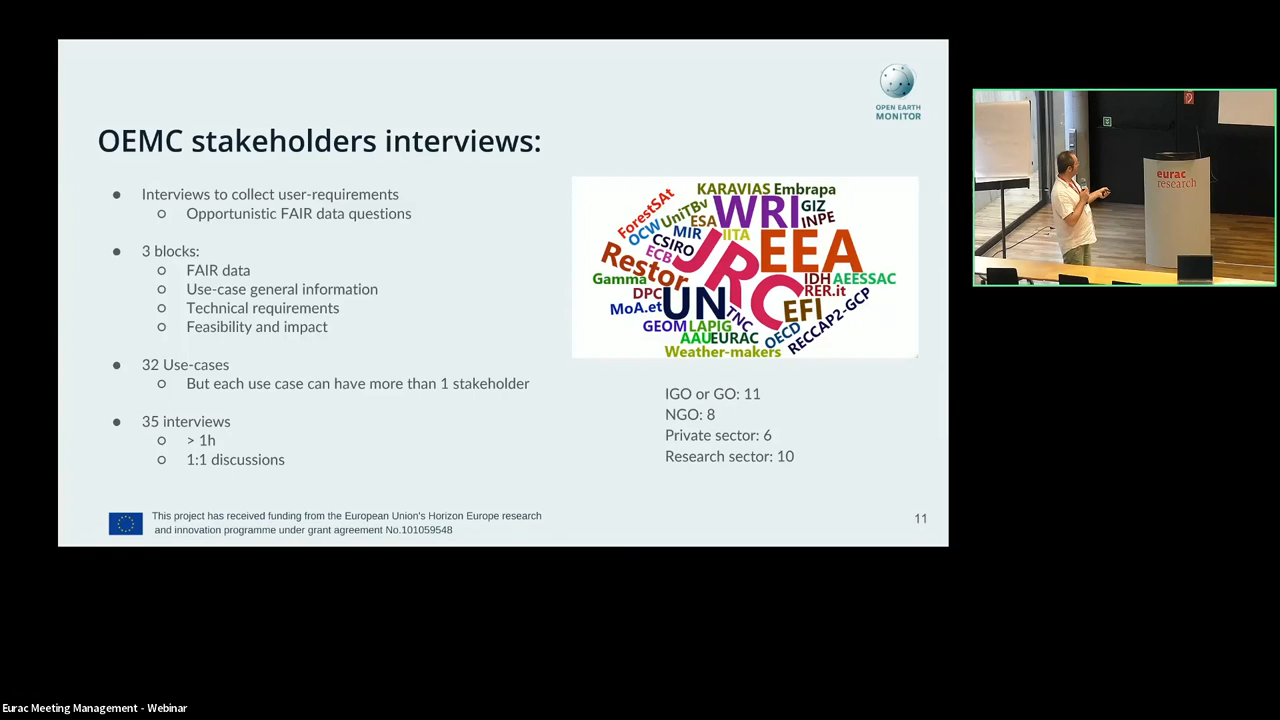 OPEN EARTH
MONITOR
OEMC stakeholders interviews:
● Interviews to collect user-requirements
○ Opportunistic FAIR data questions
● 3 blocks:
○ FAIR data
○ Use-case general information
○ Technical requirements
○ Feasibility and impact
● 32 Use-cases
○ But each use case can have more than 1 stakeholder
● 35 interviews
○ > 1h
○ 1:1 discussions
KARAVIAS Embrapa
ForestSAt
UniTBv
WRI
GIZ
OCW
ESA
INPE
MIR
IITA
CSIRO
ECB
JRC
EEA
Restor
Gamma
IDH AEESSAC
DPC
RER.it
MoA.et
UN
TNC
EFI
GEOM LAPIG
OECD
RECCAP2-GCP
AAU EURAC
Weather-makers
IGO or GO: 11
NGO: 8
Private sector: 6
Research sector: 10
This project has received funding from the European Union's Horizon Europe research
and innovation programme under grant agreement No.101059548
11
eurac
research
Eurac Meeting Management - Webinar